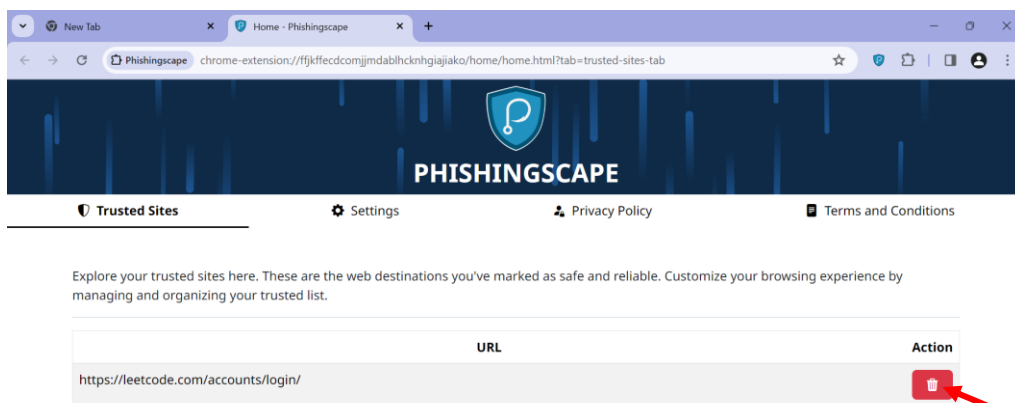 New Tab
Home - Phishingscape
Phishingscape
chrome-extension://ffjkffecdcomjjmdablhcknhgiajiako/home/home.html?tab=trusted-sites-tab
PHISHINGSCAPE
Trusted Sites
Settings
Privacy Policy
Terms and Conditions
Explore your trusted sites here. These are the web destinations you've marked as safe and reliable. Customize your browsing experience by
managing and organizing your trusted list.
URL
Action
https://leetcode.com/accounts/login/